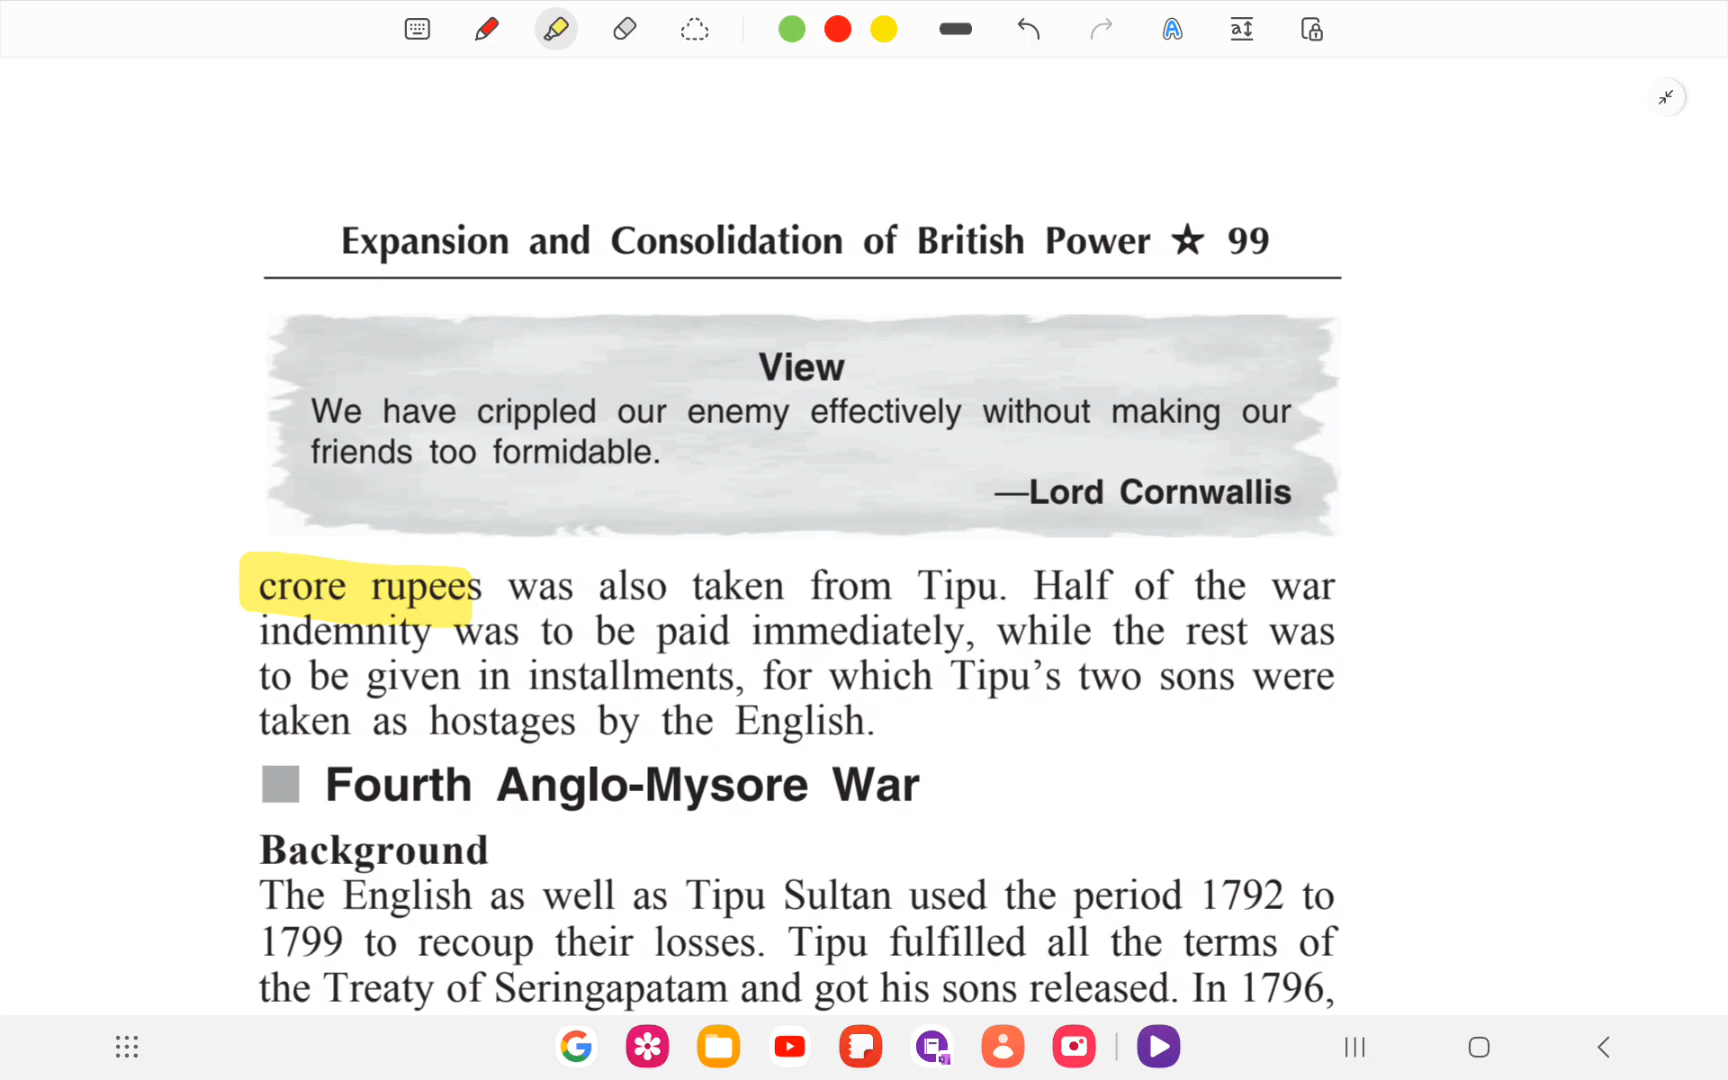 Expansion and Consolidation of British Power ★ 99
View
We have crippled our enemy effectively without making our
friends too formidable.
—Lord Cornwallis
crore rupees was also taken from Tipu. Half of the war
indemnity was to be paid immediately, while the rest was
to be given in installments, for which Tipu's two sons were
taken as hostages by the English.
Fourth Anglo-Mysore War
Background
The English as well as Tipu Sultan used the period 1792 to
1799 to recoup their losses. Tipu fulfilled all the terms of
the Treaty of Seringapatam and got his sons released. In 1796,